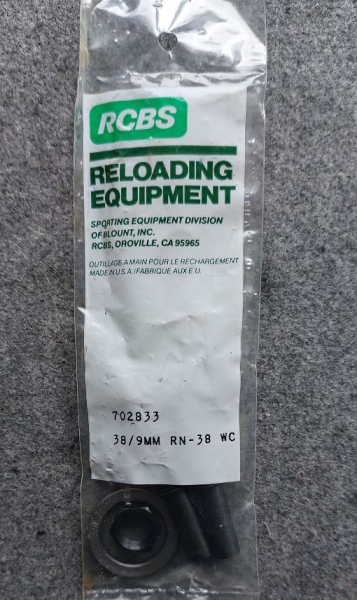 RCBS
RELOADING
EQUIPMENT
SPORTING EQUIPMENT DIVISION
OF BLOUNT, INC.
RCBS, OROVILLE, CA 95965
OUTILLAGE A MAIN POUR LE RECHARGEMENT
MADE IN U.S.A./FABRIQUE AUX E.U.
702833
38/9MM RN-38 WC